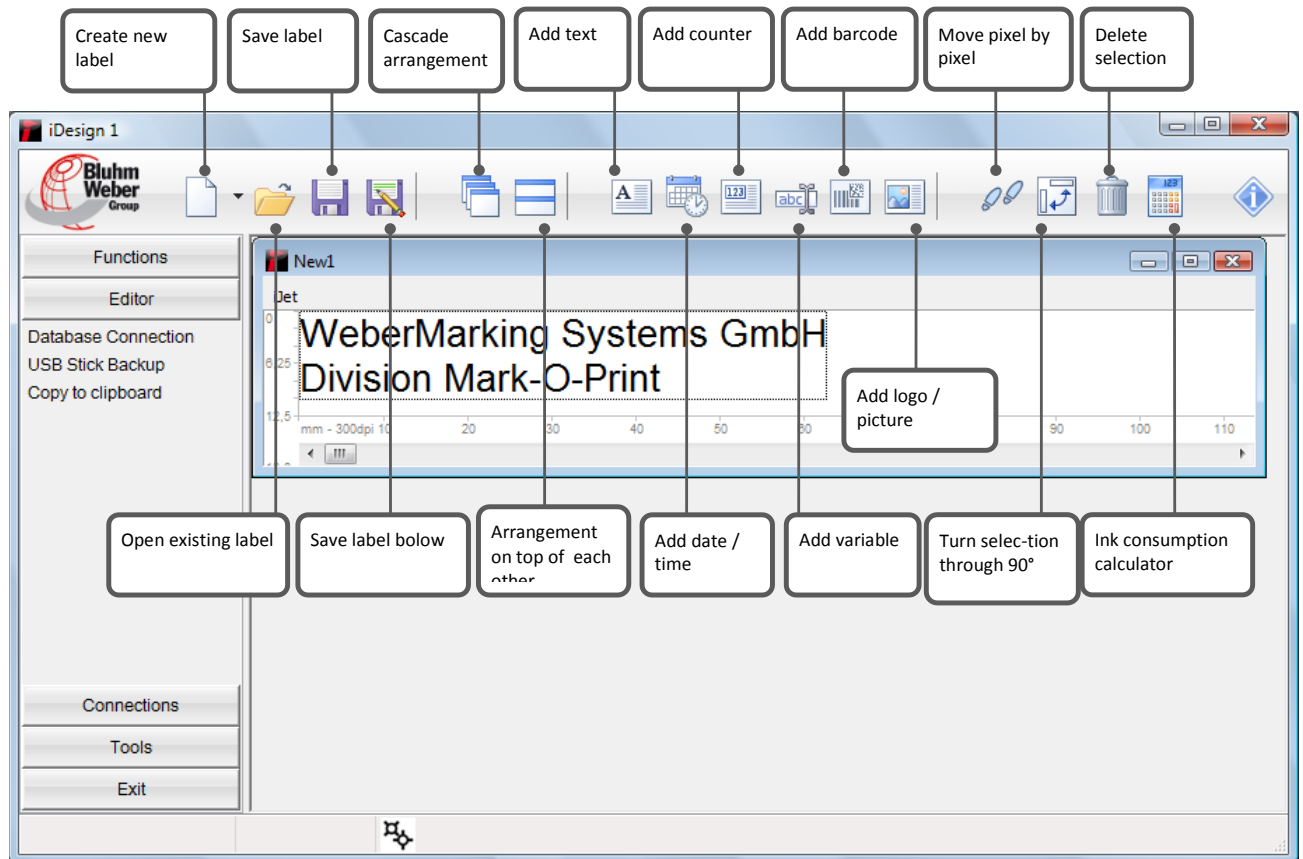 Create new
label
Save label
Cascade
arrangement
Add text
Add counter
Add barcode
Move pixel by
pixel
Delete
selection
iDesign 1
Bluhm
Weber
Group
A
123
abc
123
Functions
Editor
Database Connection
USB Stick Backup
Copy to clipboard
New1
Jet
0
WeberMarking Systems GmbH
6,25
Division Mark-O-Print
12,5
mm - 300dpi 10 20 30 40 50 60 90 100 110
Add logo /
picture
Open existing label
Save label bolow
Arrangement
on top of each
other
Add date /
time
Add variable
Turn selec-tion
through 90°
Ink consumption
calculator
Connections
Tools
Exit